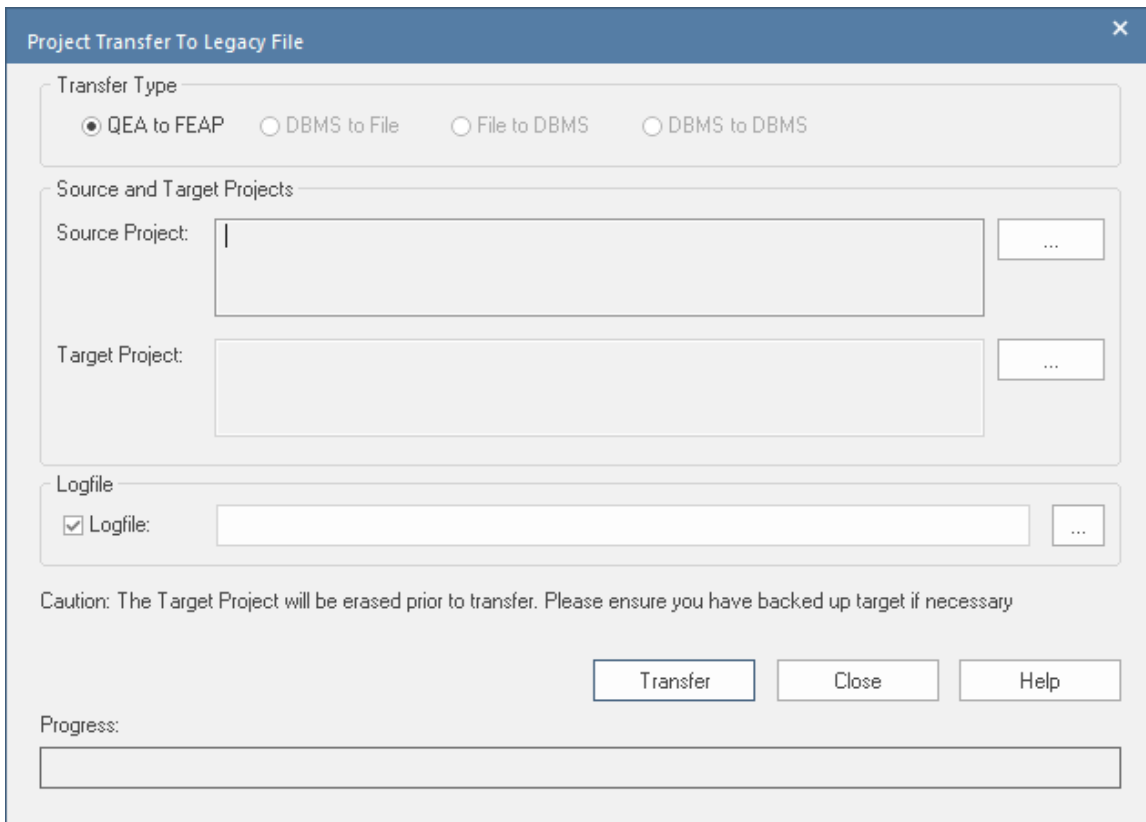 Project Transfer To Legacy File
Transfer Type
QEA to FEAP DBMS to File File to DBMS DBMS to DBMS
Source and Target Projects
Source Project: ...
Target Project: ...
Logfile
Logfile: ...
Caution: The Target Project will be erased prior to transfer. Please ensure you have backed up target if necessary
Transfer Close Help
Progress: